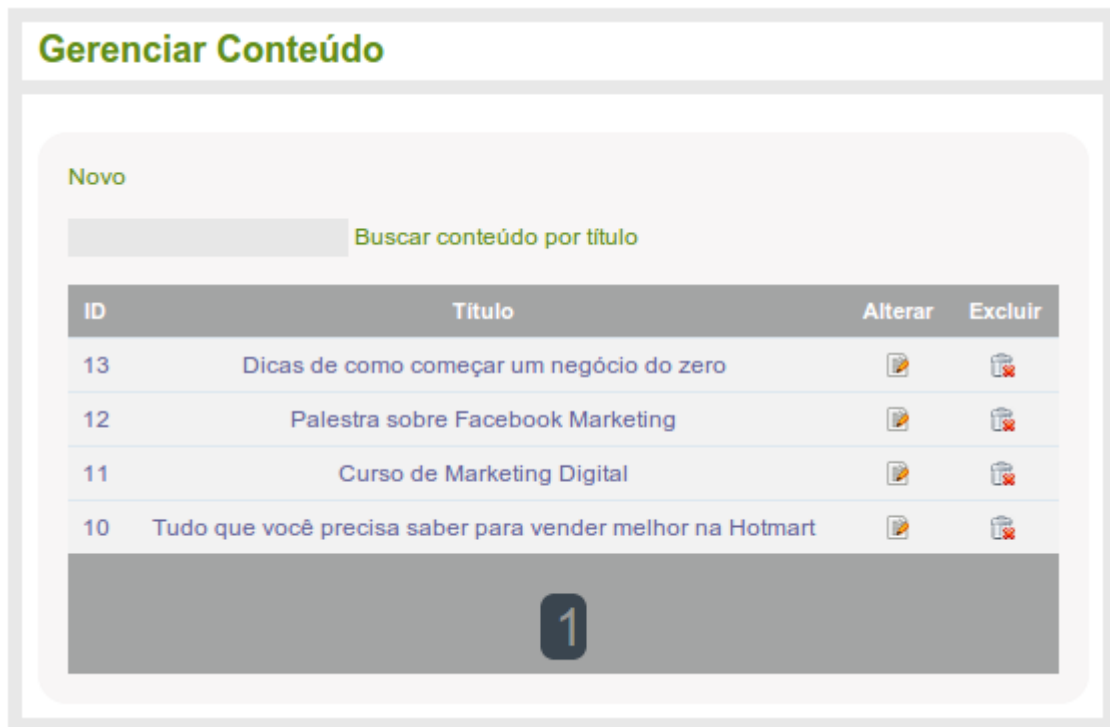 Gerenciar Conteúdo
Novo
Buscar conteúdo por título
ID Título Alterar Excluir
13 Dicas de como começar um negócio do zero
12 Palestra sobre Facebook Marketing
11 Curso de Marketing Digital
10 Tudo que você precisa saber para vender melhor na Hotmart
1